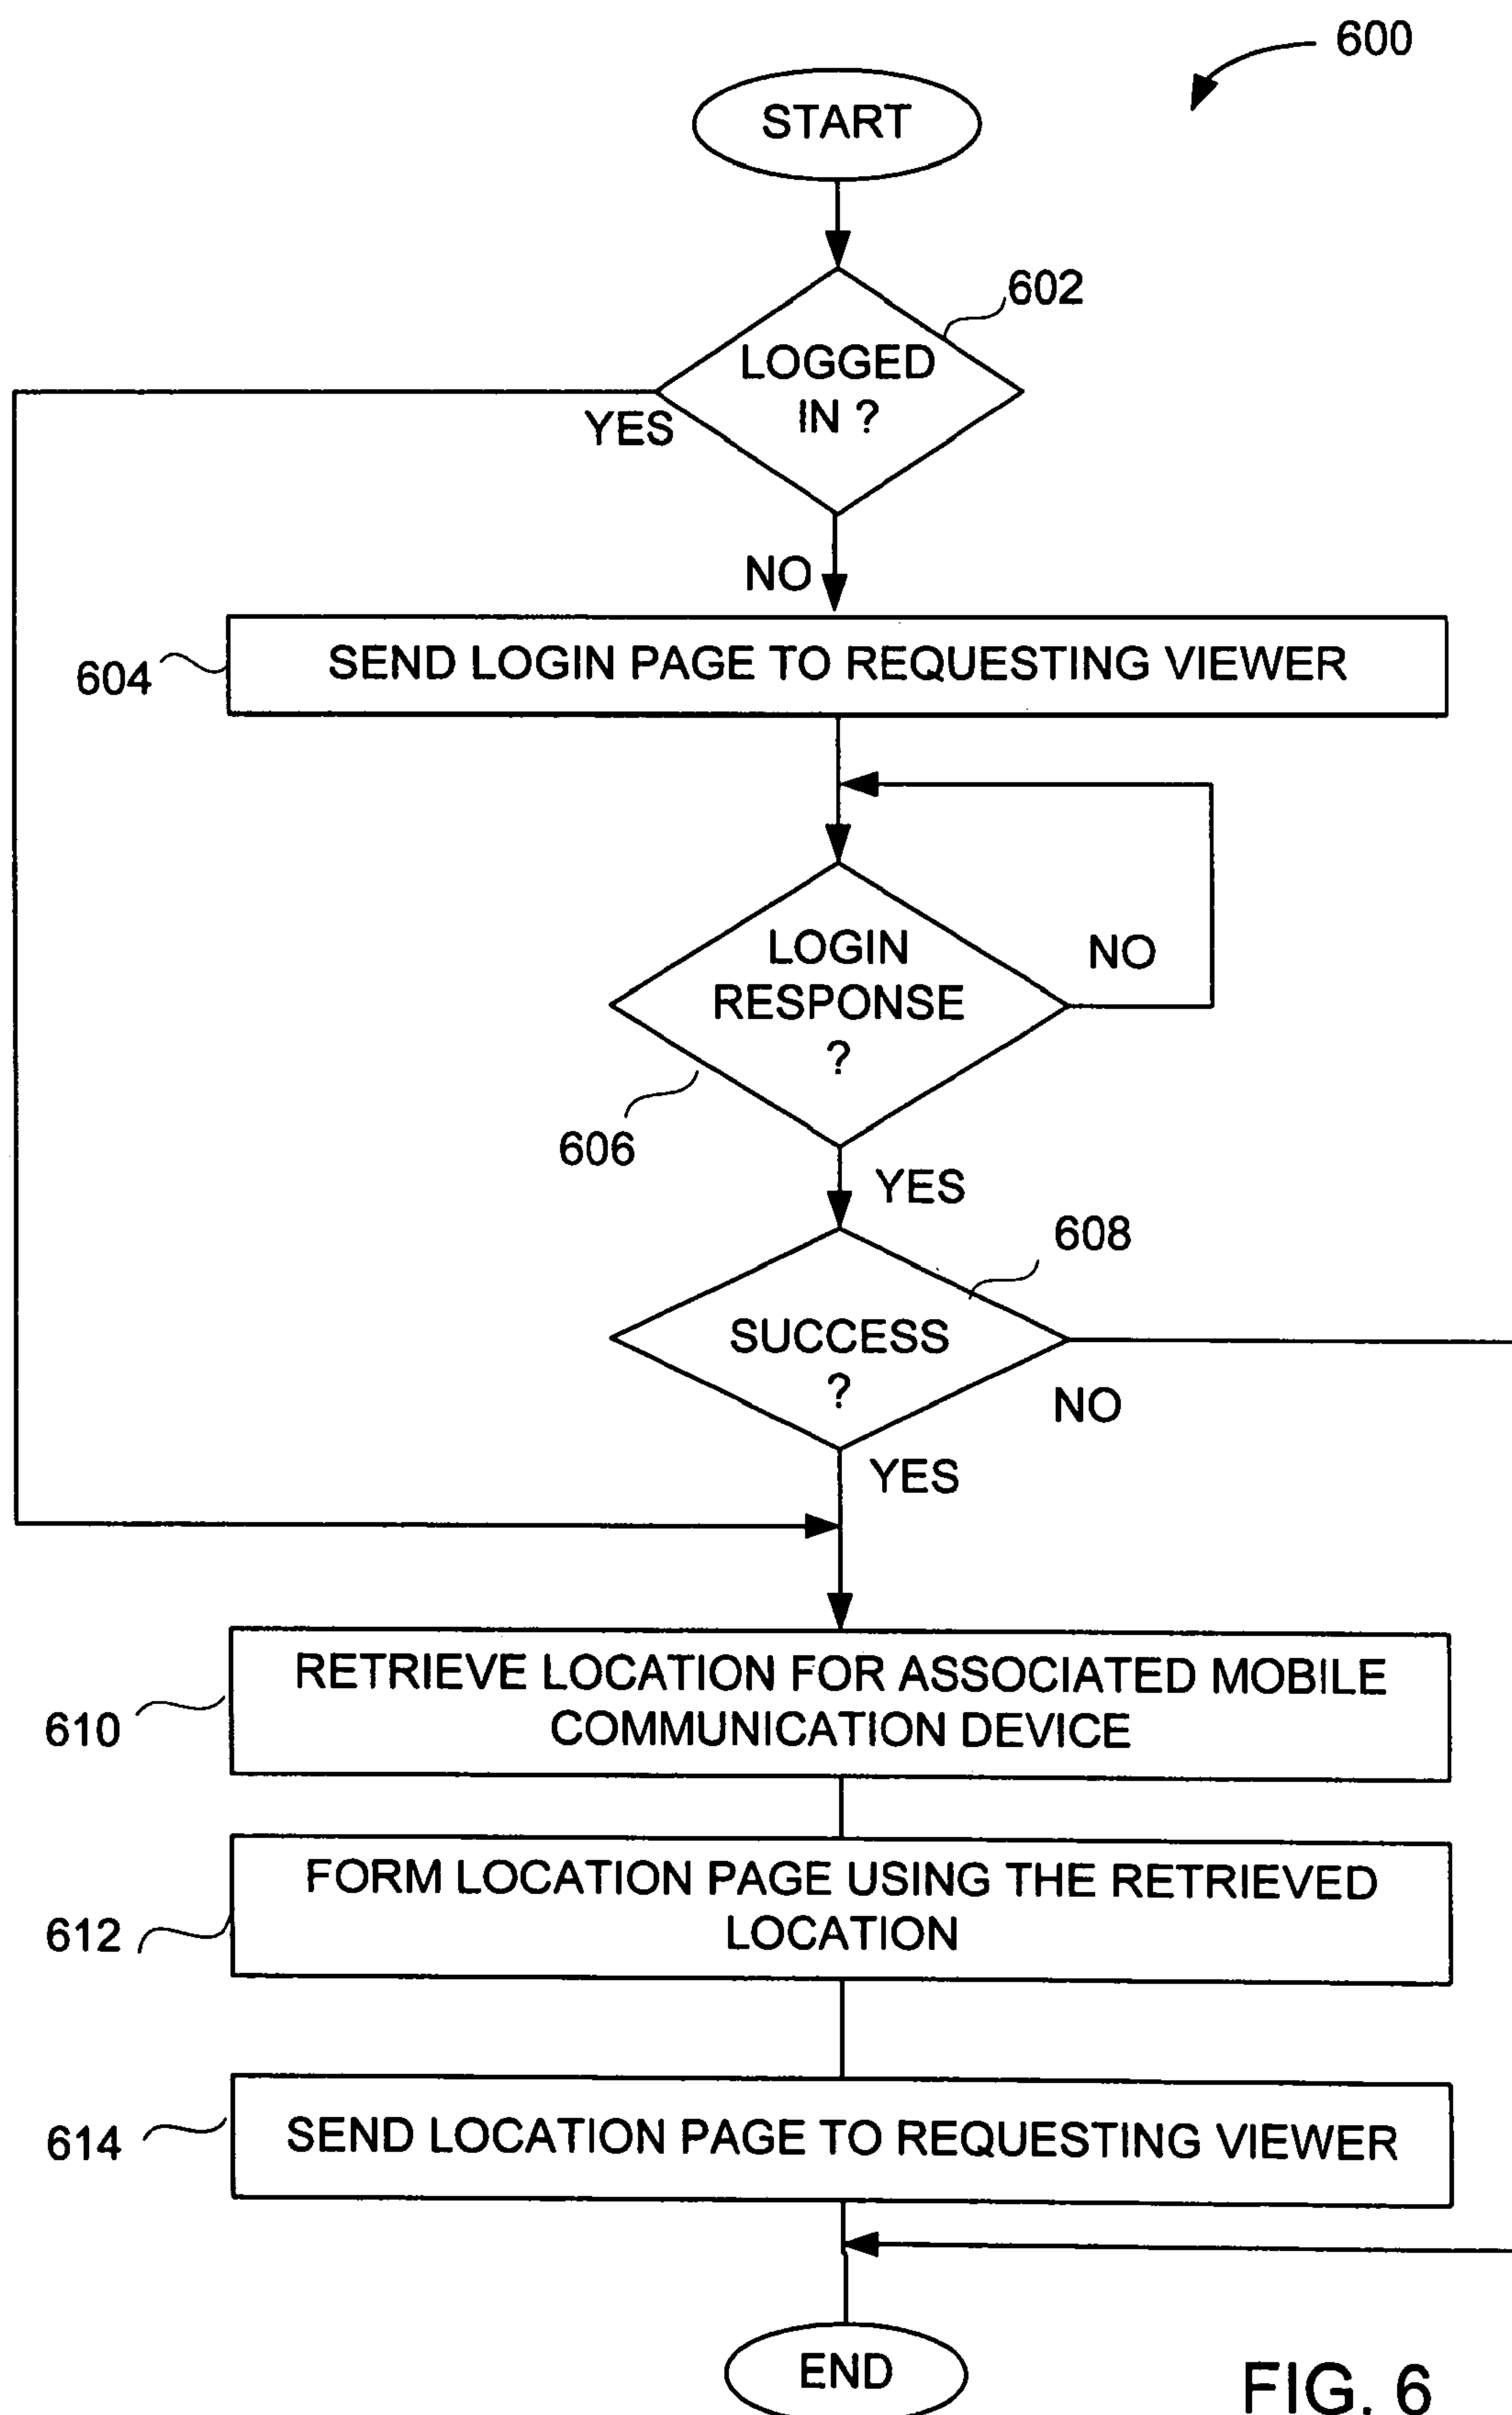 600
START
602
LOGGED
IN ?
YES
NO
604
SEND LOGIN PAGE TO REQUESTING VIEWER
LOGIN
RESPONSE
?
NO
606
YES
608
SUCCESS
?
NO
YES
610
RETRIEVE LOCATION FOR ASSOCIATED MOBILE
COMMUNICATION DEVICE
612
FORM LOCATION PAGE USING THE RETRIEVED
LOCATION
614
SEND LOCATION PAGE TO REQUESTING VIEWER
END
FIG. 6